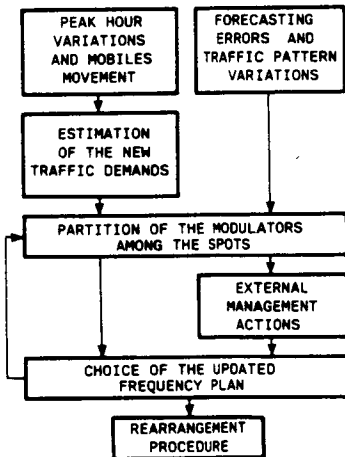 PEAK HOUR
VARIATIONS
AND MOBILES
MOVEMENT
FORECASTING
ERRORS AND
TRAFFIC PATTERN
VARIATIONS
ESTIMATION
OF THE NEW
TRAFFIC DEMANDS
PARTITION OF THE MODULATORS
AMONG THE SPOTS
EXTERNAL
MANAGEMENT
ACTIONS
CHOICE OF THE UPDATED
FREQUENCY PLAN
REARRANGEMENT
PROCEDURE